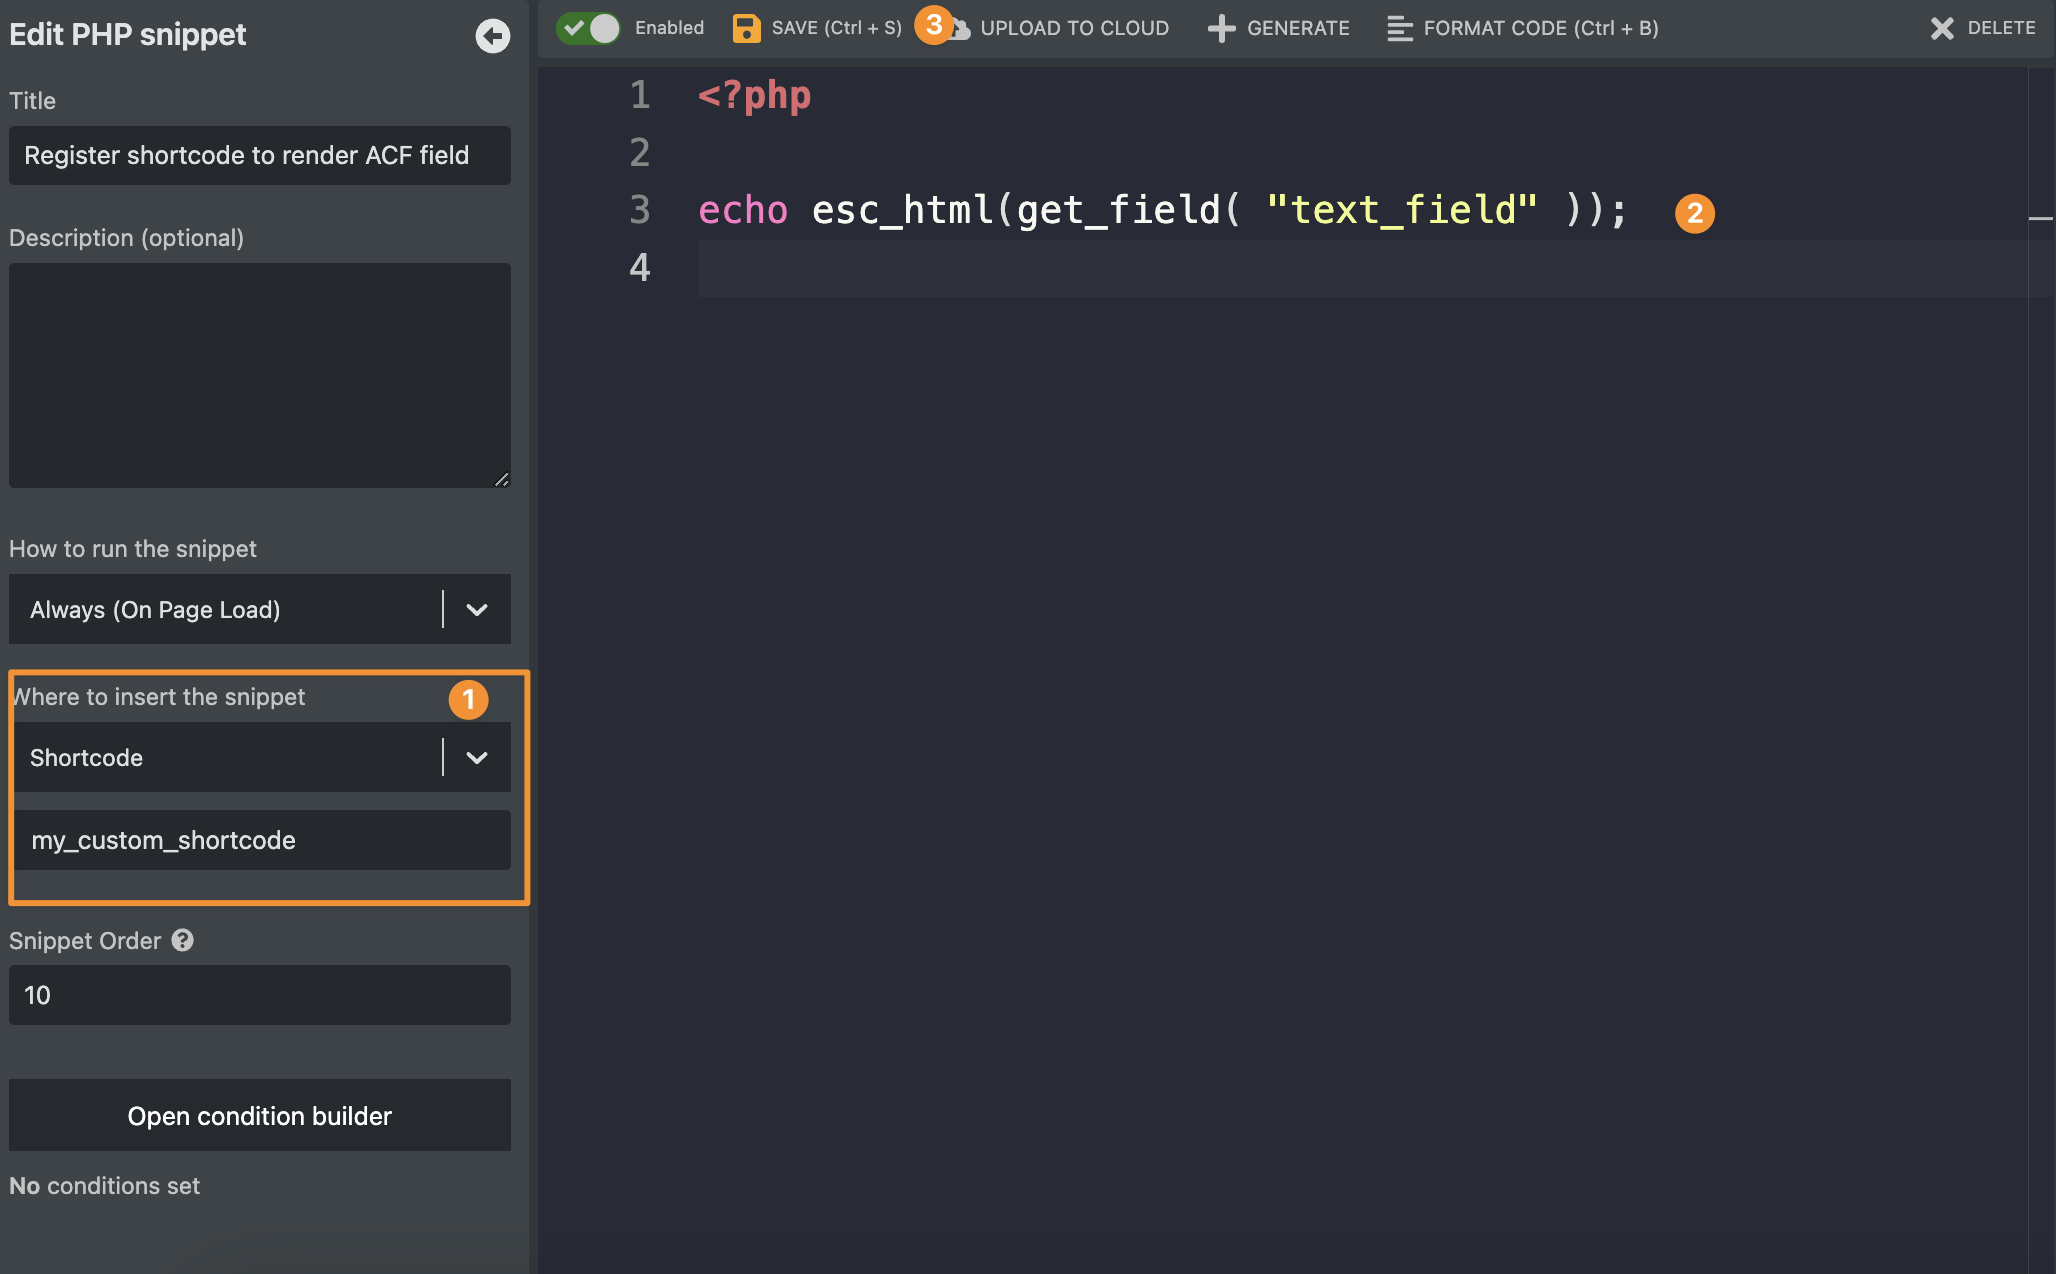 Edit PHP snippet
Title
Register shortcode to render ACF field
Description (optional)
How to run the snippet
Always (On Page Load)
Where to insert the snippet
1
Shortcode
my_custom_shortcode
Snippet Order ?
10
Open condition builder
No conditions set
Enabled
SAVE (Ctrl + S)
3
UPLOAD TO CLOUD
GENERATE
FORMAT CODE (Ctrl + B)
DELETE
1 <?php
2
3 echo esc_html(get_field( "text_field" )); 2
4